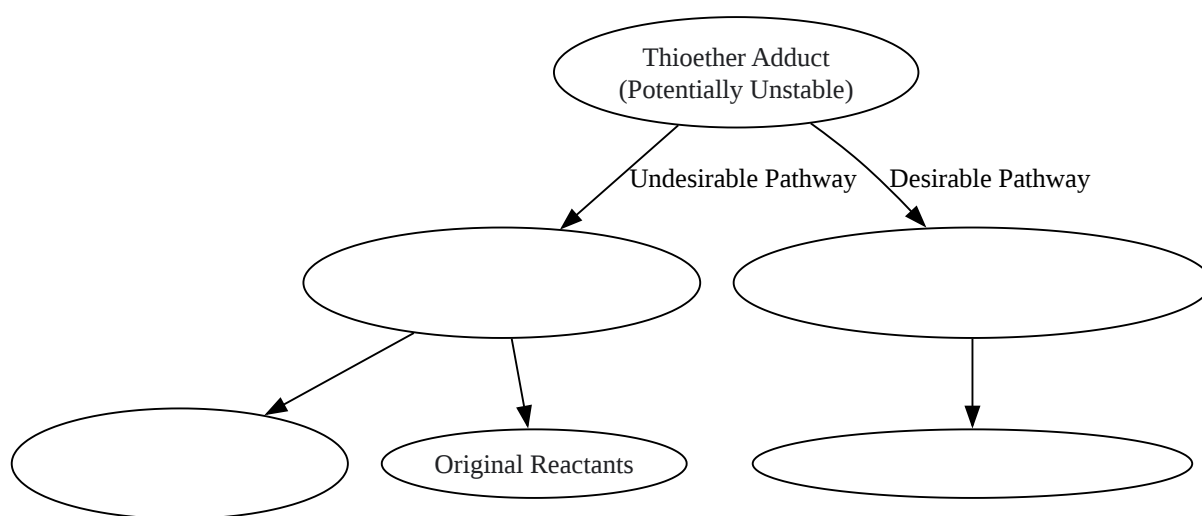 Thioether Adduct
(Potentially Unstable)
Undesirable Pathway
Desirable Pathway
Original Reactants